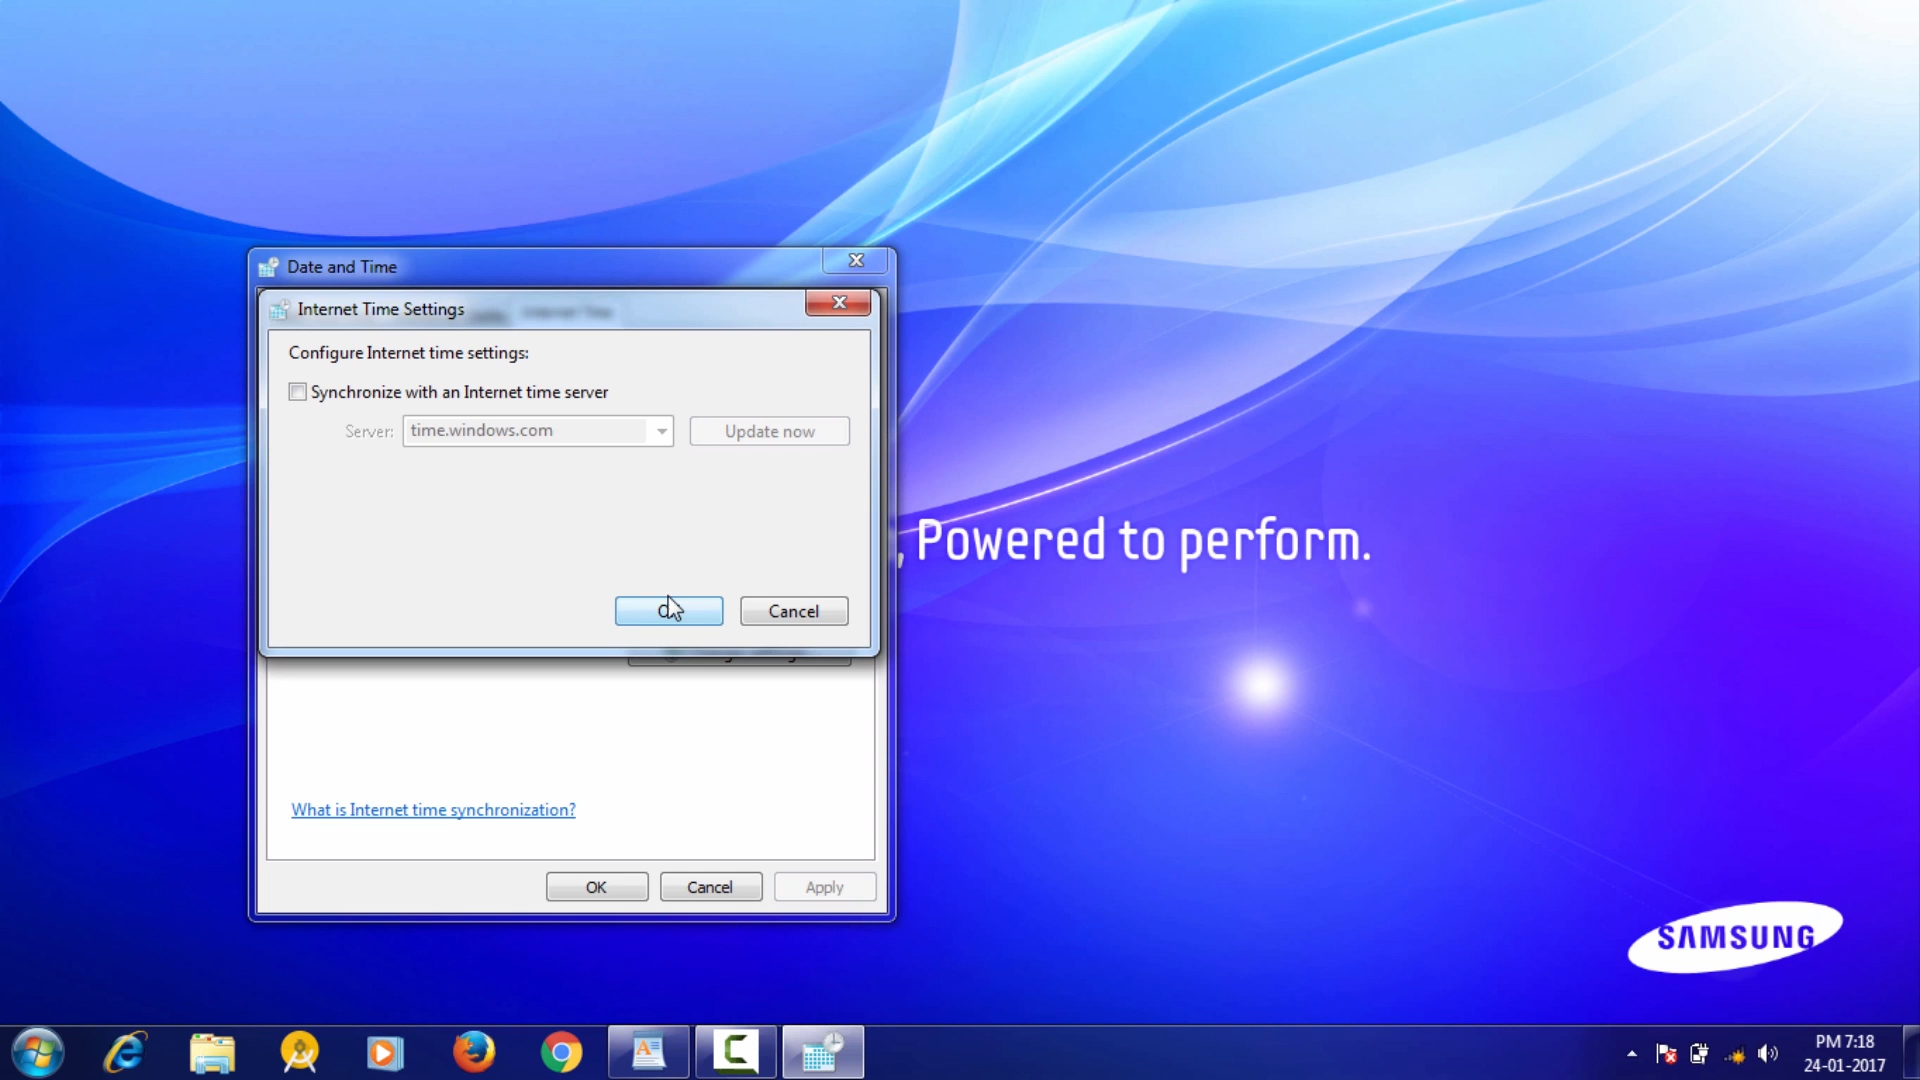 Date and Time
Internet Time Settings
Configure Internet time settings:
Synchronize with an Internet time server
Server: time.windows.com Update now
, Powered to perform.
Cancel
What is Internet time synchronization?
OK Cancel Apply
SAMSUNG
PM 7:18
24-01-2017